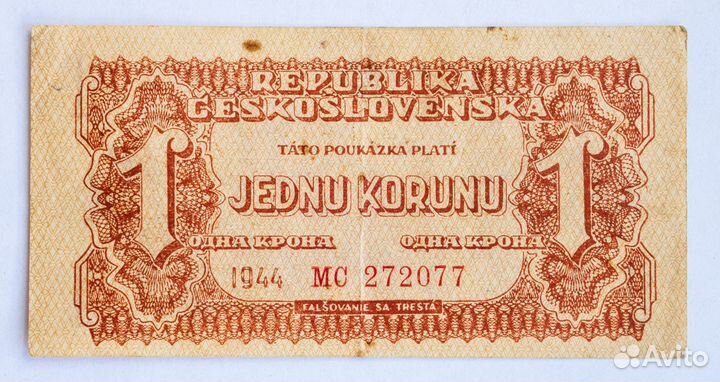 REPUBLIKA
ČESKOSLOVENSKÁ
TÁTO POUKÁZKA PLATÍ
1 JEDNU KORUNU 1
ОДНА КРОНА ОДНА КРОНА
1944 MC 272077
FALŠOVANIE SA TRESTÁ
Avito